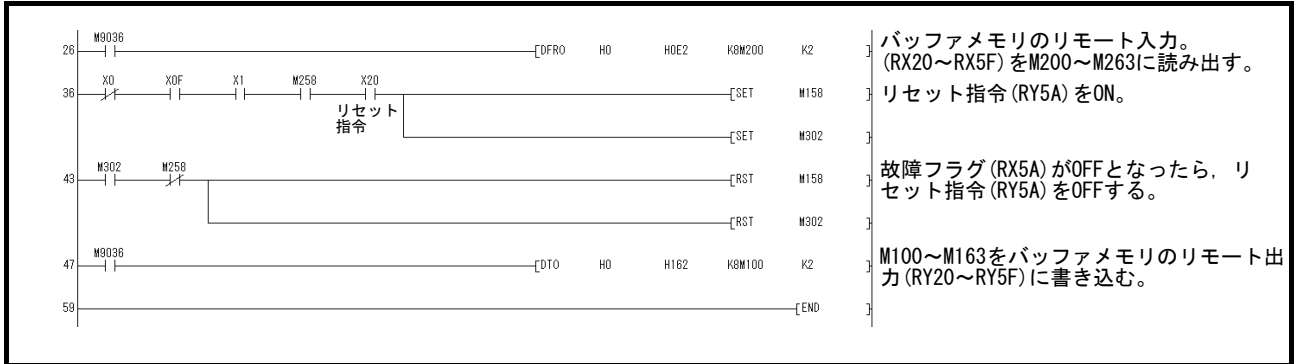 M9036
26 DFRO H0 H0E2 K8M200 K2
バッファメモリのリモート入力。
(RX20～RX5F)をM200～M263に読み出す。
X0 X0F X1 M258 X20
36 SET M158
リセット指令(RY5A)をON。
リセット
指令
SET M302
M302 M258
43 RST M158
故障フラグ(RX5A)がOFFとなったら, リ
セット指令(RY5A)をOFFする。
RST M302
M9036
47 DTO H0 H162 K8M100 K2
M100～M163をバッファメモリのリモート出
力(RY20～RY5F)に書き込む。
59 END